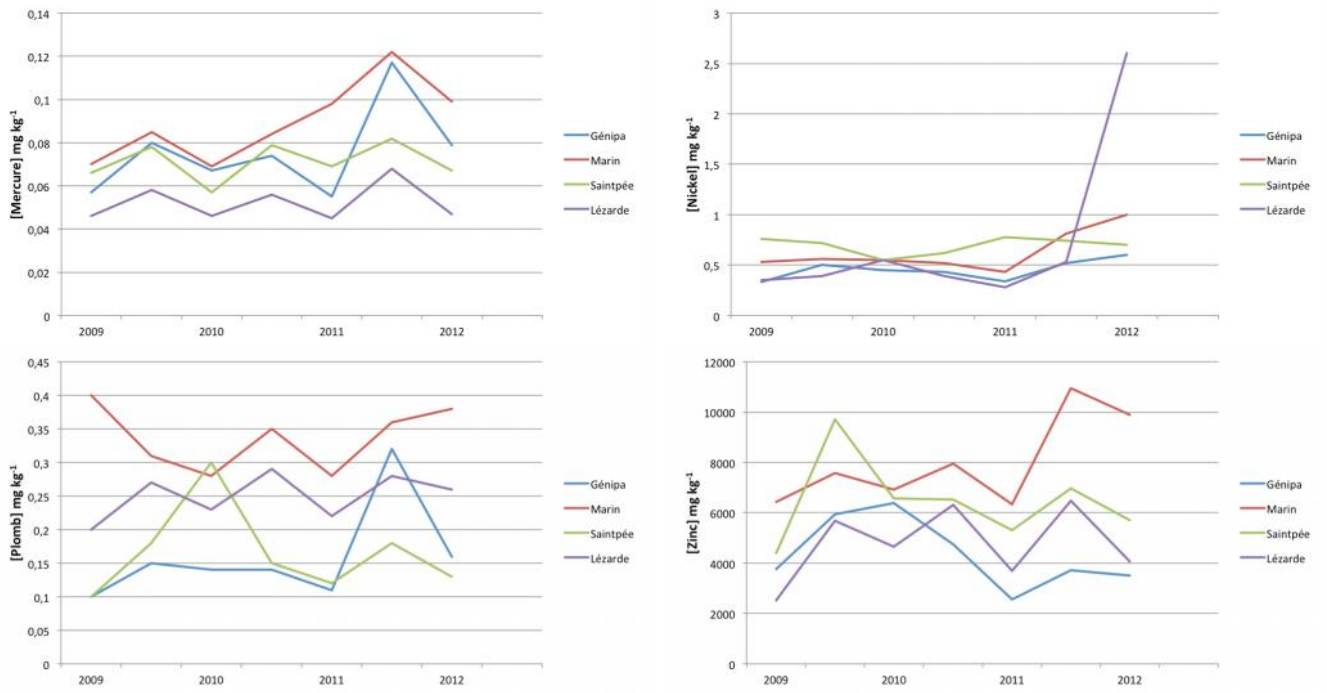 [Mercure] mg kg-1
0,14
0,12
0,1
0,08
0,06
0,04
0,02
0
2009
2010
2011
2012
Génipa
Marin
Saintpée
Lézarde
[Nickel] mg kg-1
3
2,5
2
1,5
1
0,5
0
2009
2010
2011
2012
Génipa
Marin
Saintpée
Lézarde
[Plomb] mg kg-1
0,45
0,4
0,35
0,3
0,25
0,2
0,15
0,1
0,05
0
2009
2010
2011
2012
Génipa
Marin
Saintpée
Lézarde
[Zinc] mg kg-1
12000
10000
8000
6000
4000
2000
0
2009
2010
2011
2012
Génipa
Marin
Saintpée
Lézarde